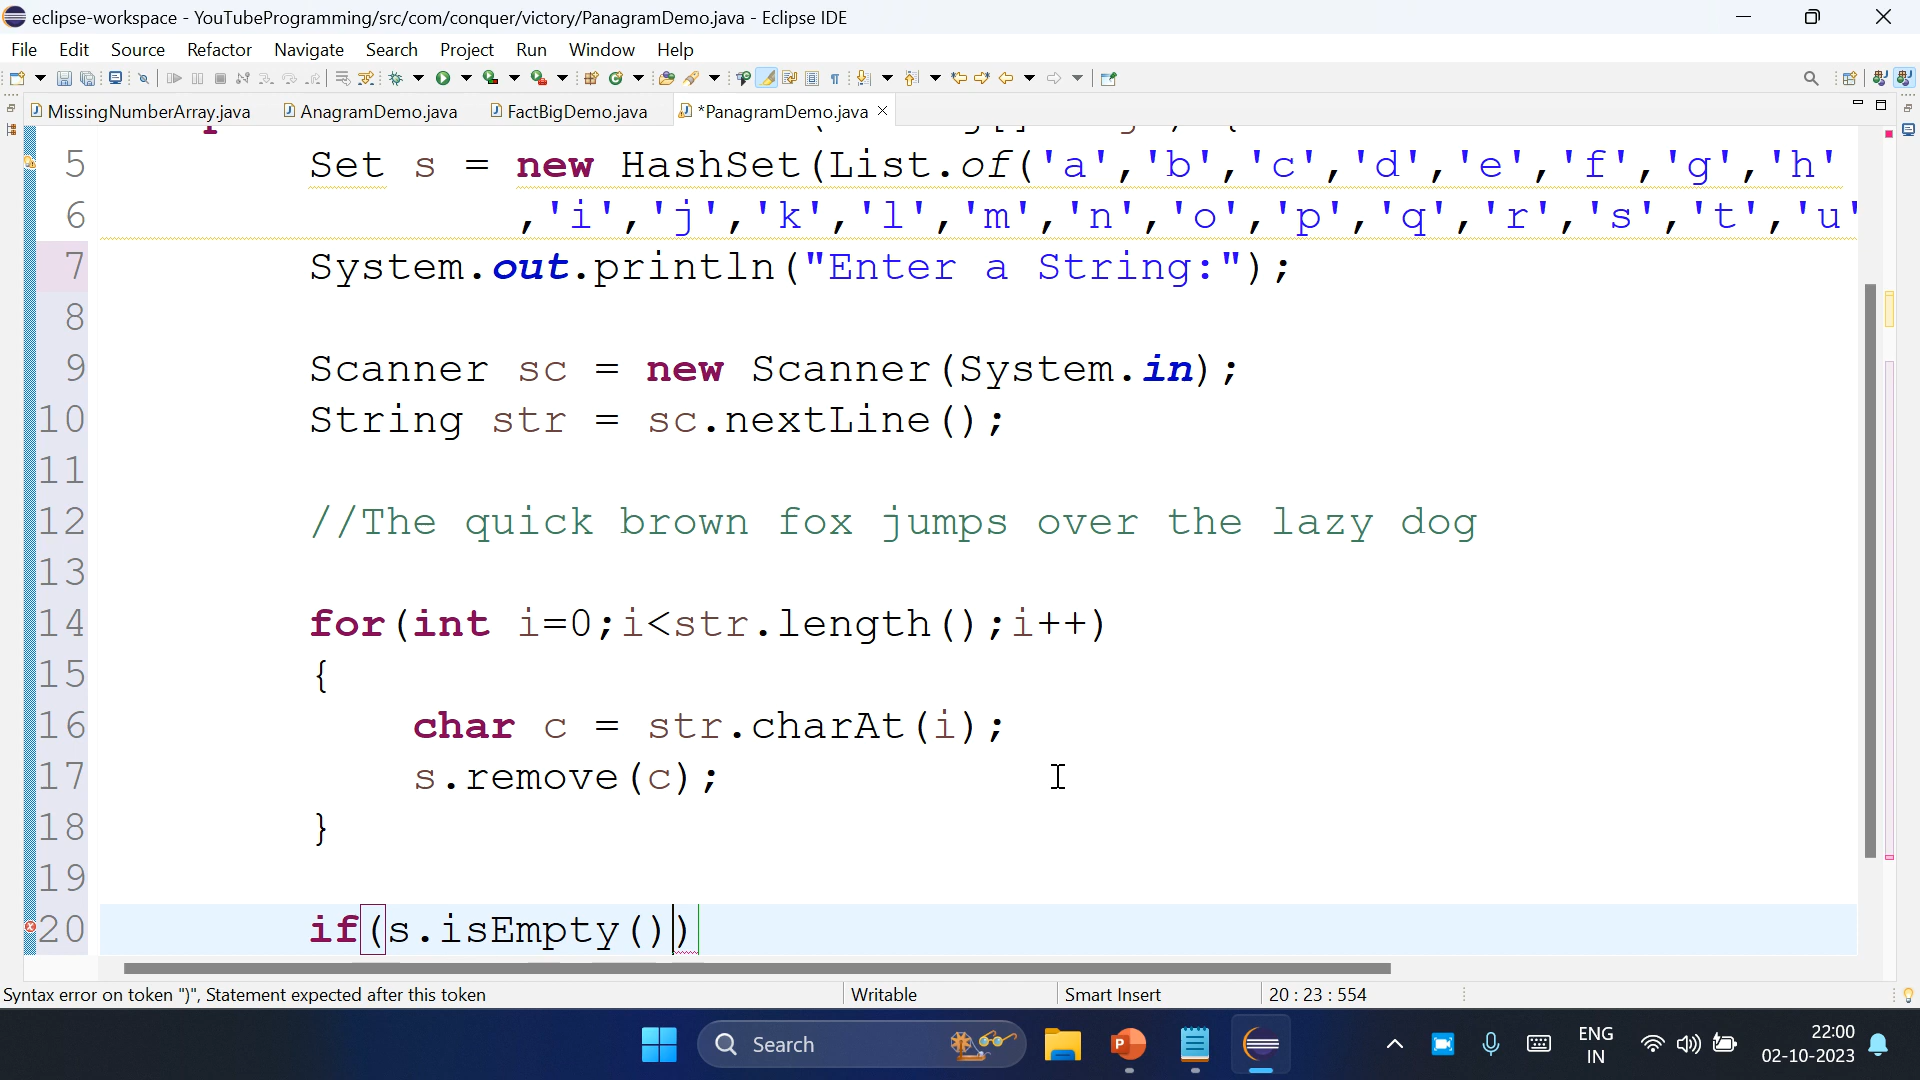 eclipse-workspace - YouTubeProgramming/src/com/conquer/victory/PanagramDemo.java - Eclipse IDE
File Edit Source Refactor Navigate Search Project Run Window Help
MissingNumberArray.java AnagramDemo.java FactBigDemo.java *PanagramDemo.java
5 Set s = new HashSet(List.of('a','b','c','d','e','f','g','h'
6 ,'i','j','k','l','m','n','o','p','q','r','s','t','u'
7 System.out.println("Enter a String:");
8
9 Scanner sc = new Scanner(System.in);
10 String str = sc.nextLine();
11
12 //The quick brown fox jumps over the lazy dog
13
14 for(int i=0;i<str.length();i++)
15 {
16 char c = str.charAt(i);
17 s.remove(c);
18 }
19
20 if(s.isEmpty())
Syntax error on token ")", Statement expected after this token Writable Smart Insert 20 : 23 : 554
Search ENG IN 22:00 02-10-2023